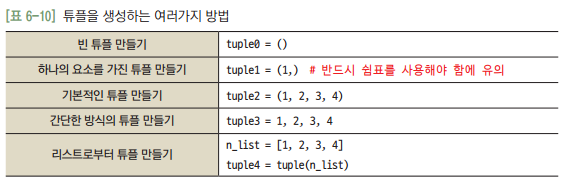 [표 6-10] 튜플을 생성하는 여러가지 방법
빈 튜플 만들기 tuple0 = ()
하나의 요소를 가진 튜플 만들기 tuple1 = (1,) # 반드시 쉼표를 사용해야 함에 유의
기본적인 튜플 만들기 tuple2 = (1, 2, 3, 4)
간단한 방식의 튜플 만들기 tuple3 = 1, 2, 3, 4
리스트로부터 튜플 만들기 n_list = [1, 2, 3, 4]
tuple4 = tuple(n_list)